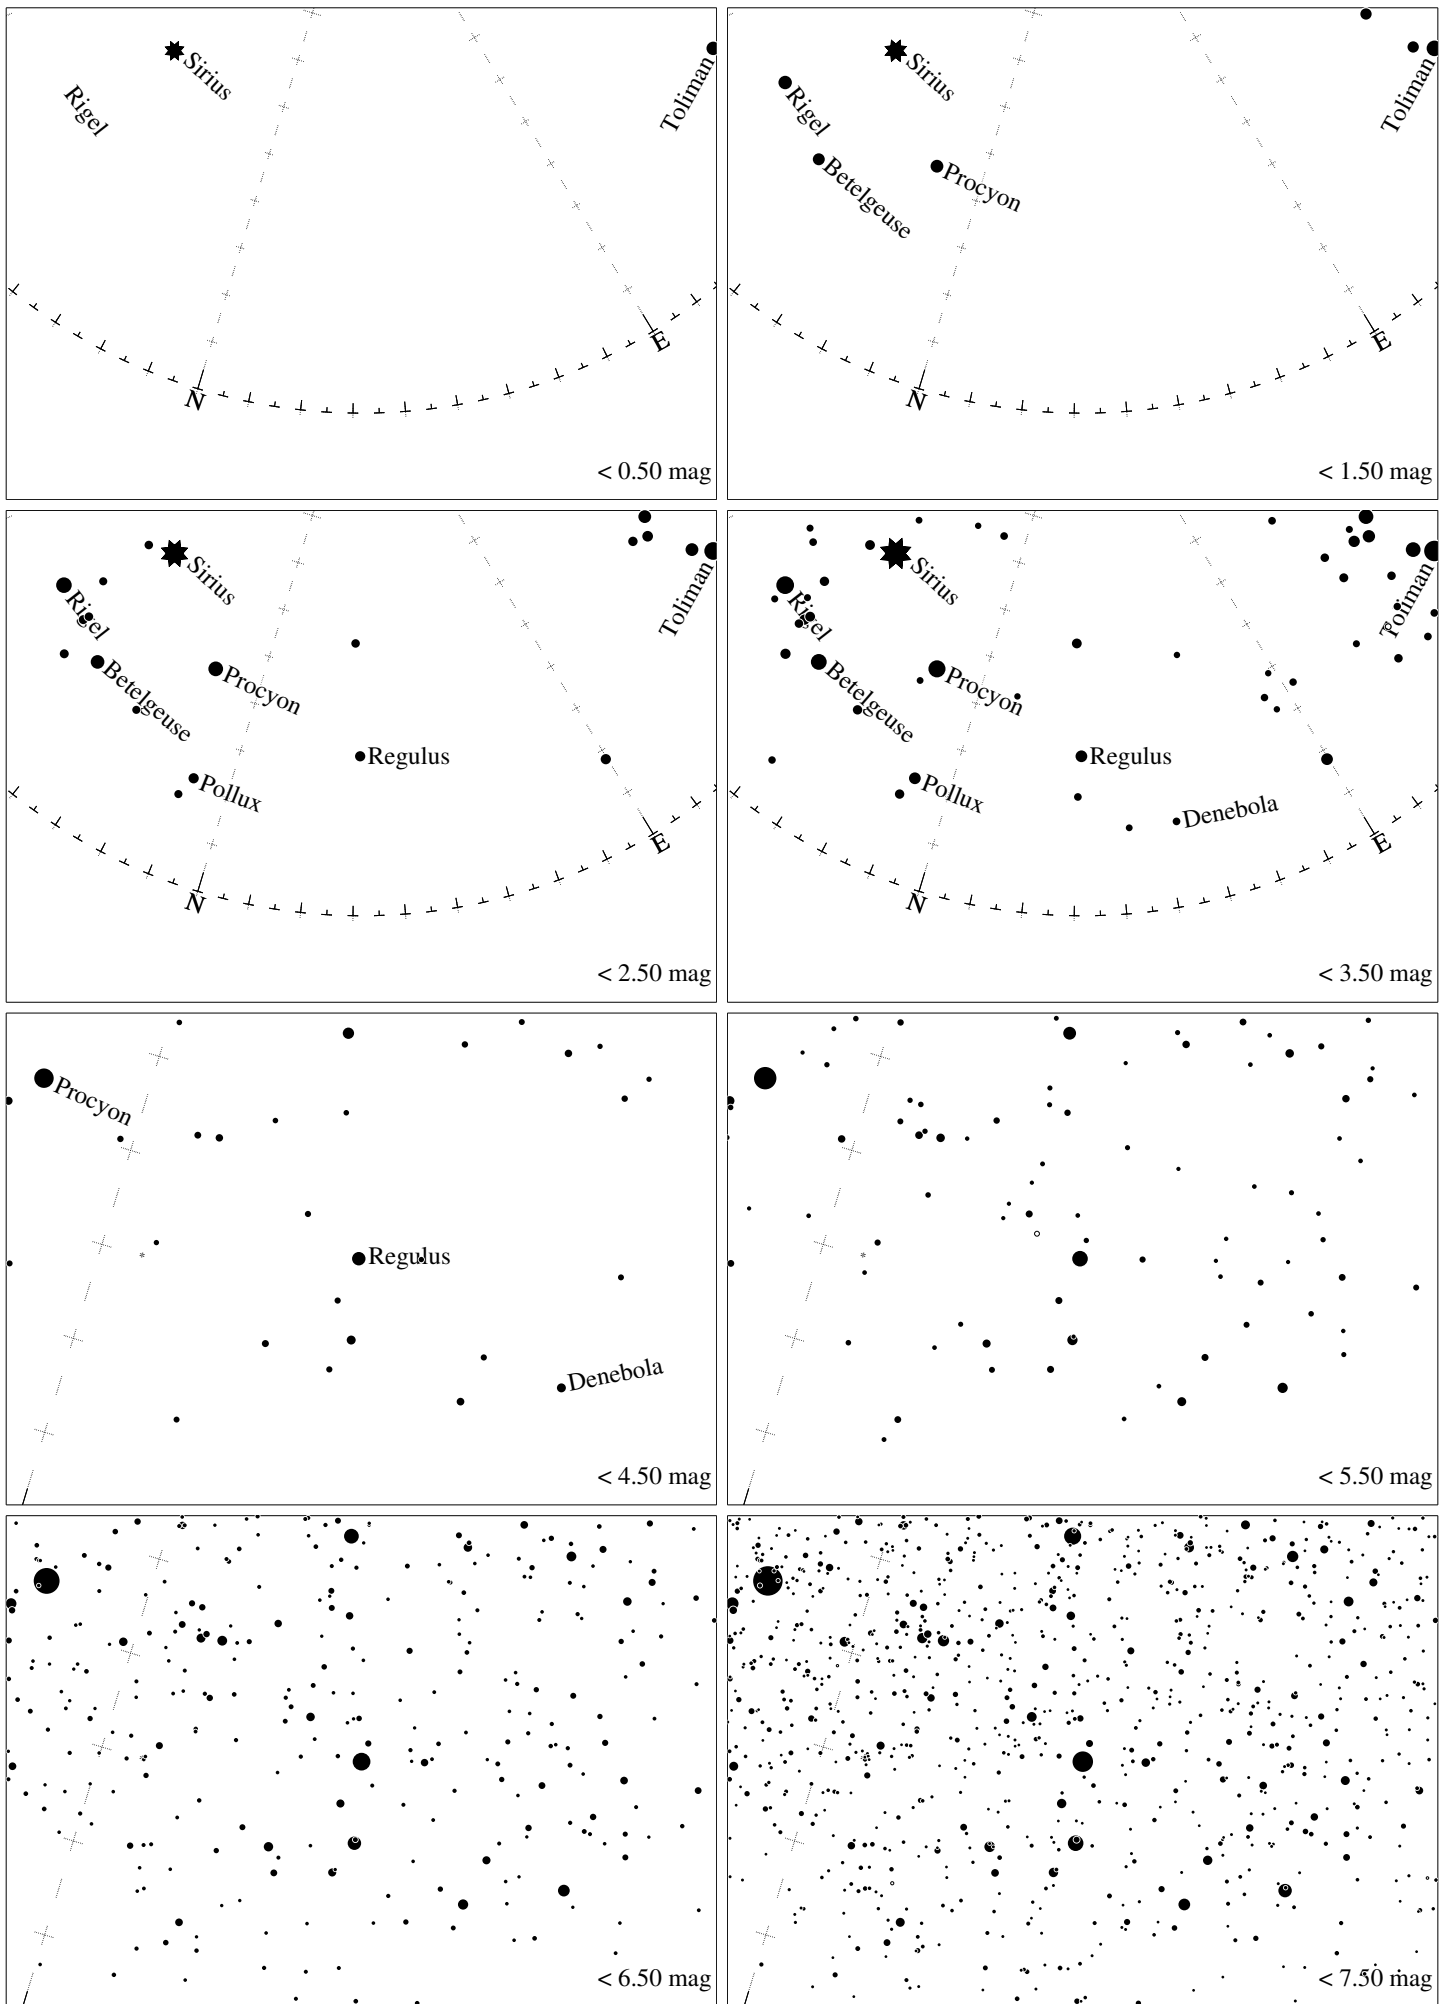 Sirius
Rigel
Toliman
N
E
< 0.50 mag
Sirius
Rigel
Toliman
Betelgeuse
Procyon
N
E
< 1.50 mag
Sirius
Rigel
Toliman
Betelgeuse
Procyon
Regulus
Pollux
N
E
< 2.50 mag
Sirius
Rigel
Toliman
Betelgeuse
Procyon
Regulus
Pollux
Denebola
N
E
< 3.50 mag
Procyon
Regulus
Denebola
< 4.50 mag
< 5.50 mag
< 6.50 mag
< 7.50 mag